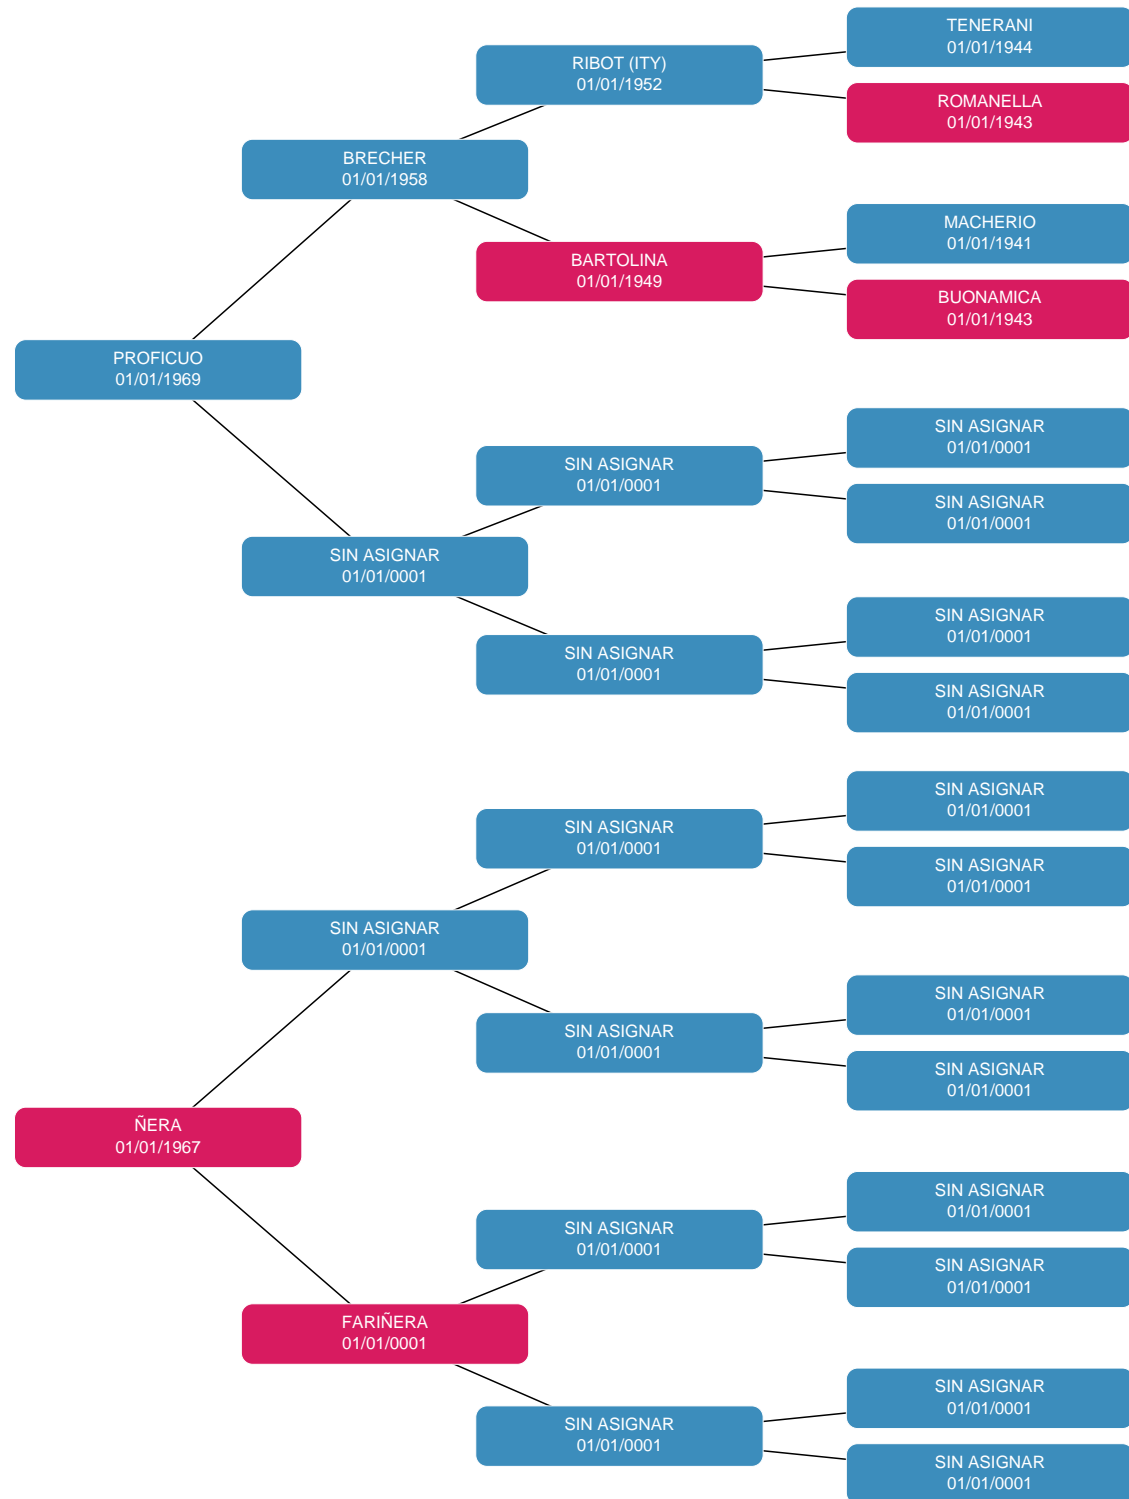 TENERANI
01/01/1944
RIBOT (ITY)
01/01/1952
ROMANELLA
01/01/1943
BRECHER
01/01/1958
MACHERIO
01/01/1941
BARTOLINA
01/01/1949
BUONAMICA
01/01/1943
PROFICUO
01/01/1969
SIN ASIGNAR
01/01/0001
SIN ASIGNAR
01/01/0001
SIN ASIGNAR
01/01/0001
SIN ASIGNAR
01/01/0001
SIN ASIGNAR
01/01/0001
SIN ASIGNAR
01/01/0001
SIN ASIGNAR
01/01/0001
SIN ASIGNAR
01/01/0001
SIN ASIGNAR
01/01/0001
SIN ASIGNAR
01/01/0001
SIN ASIGNAR
01/01/0001
SIN ASIGNAR
01/01/0001
SIN ASIGNAR
01/01/0001
SIN ASIGNAR
01/01/0001
ÑERA
01/01/1967
SIN ASIGNAR
01/01/0001
SIN ASIGNAR
01/01/0001
SIN ASIGNAR
01/01/0001
FARIÑERA
01/01/0001
SIN ASIGNAR
01/01/0001
SIN ASIGNAR
01/01/0001
SIN ASIGNAR
01/01/0001